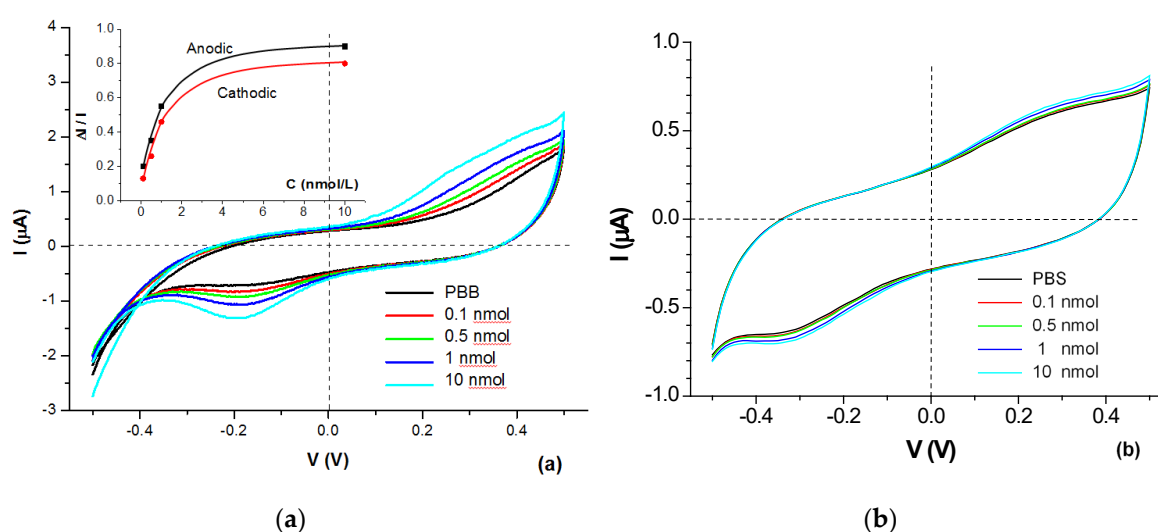 (a)
(b)
4
3
2
1
0
-1
-2
-3
I (µA)
-0.4 -0.2 0.0 0.2 0.4
V (V)
(a)
1.0
0.8
0.6
0.4
0.2
0.0
ΔI / I
0 2 4 6 8 10
C (nmol/L)
Anodic
Cathodic
PBB
0.1 nmol
0.5 nmol
1 nmol
10 nmol
1.0
0.5
0.0
-0.5
-1.0
I (µA)
-0.4 -0.2 0.0 0.2 0.4
V (V)
(b)
PBS
0.1 nmol
0.5 nmol
1 nmol
10 nmol
(a)
(b)